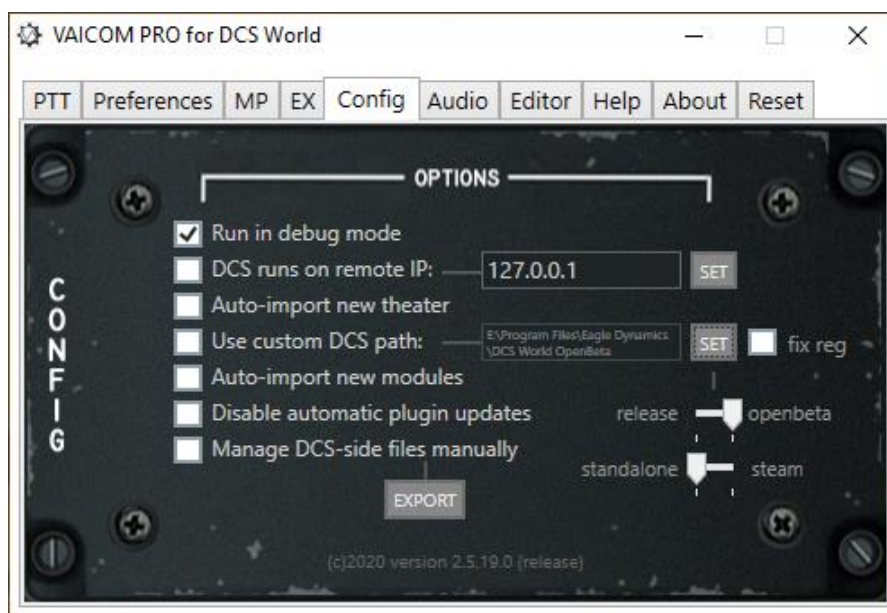 VAICOM PRO for DCS World
PTT Preferences MP EX Config Audio Editor Help About Reset
OPTIONS
CONFIG
Run in debug mode
DCS runs on remote IP: 127.0.0.1 SET
Auto-import new theater
Use custom DCS path: E:\Program Files\Eagle Dynamics
\DCS World OpenBeta SET fix reg
Auto-import new modules
Disable automatic plugin updates release openbeta
Manage DCS-side files manually
standalone steam
EXPORT
(c)2020 version 2.5.19.0 (release)